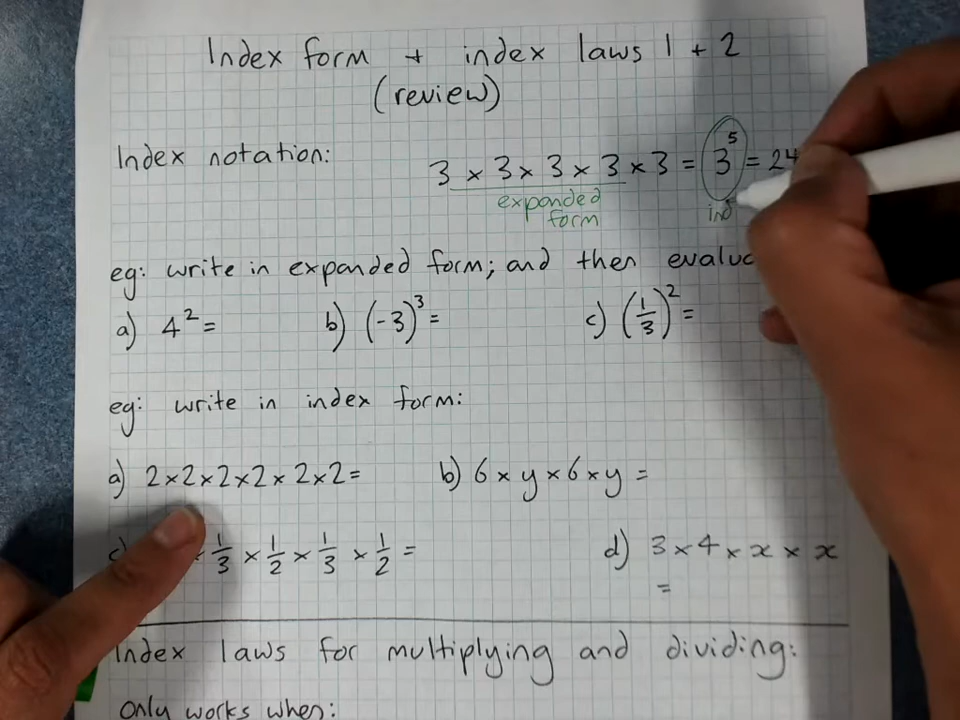 Index form + index laws 1 + 2
(review)
Index notation: 3 × 3 × 3 × 3 × 3 = 3⁵ = 24
expanded form
ind
eg: write in expanded form; and then evalua
a) 4² = b) (-3)³ = c) (1/3)² =
eg: write in index form:
a) 2×2×2×2×2×2= b) 6×y×6×y =
c) × 1/3 × 1/2 × 1/3 × 1/2 = d) 3×4×x×x
=
Index laws for multiplying and dividing:
only works when: